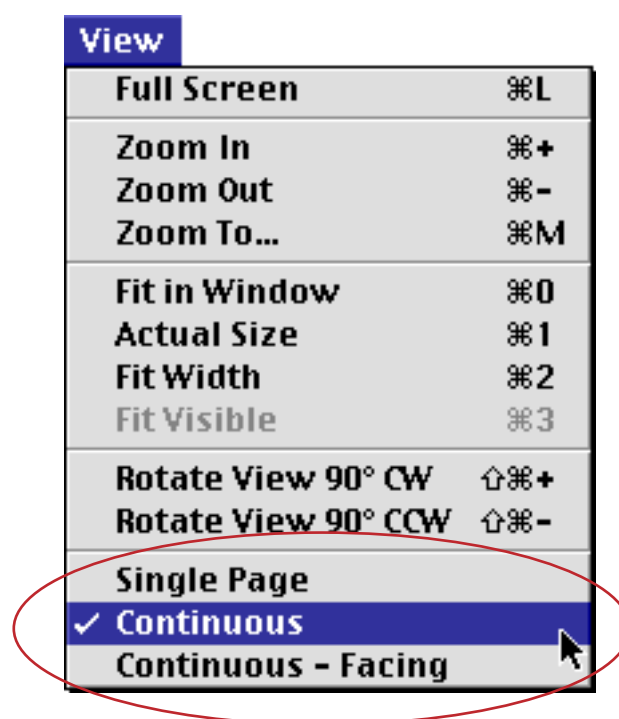 View
Full Screen ⌘L
Zoom In ⌘+
Zoom Out ⌘-
Zoom To... ⌘M
Fit in Window ⌘0
Actual Size ⌘1
Fit Width ⌘2
Fit Visible ⌘3
Rotate View 90° CW ⇧⌘+
Rotate View 90° CCW ⇧⌘-
Single Page
✓ Continuous
Continuous - Facing